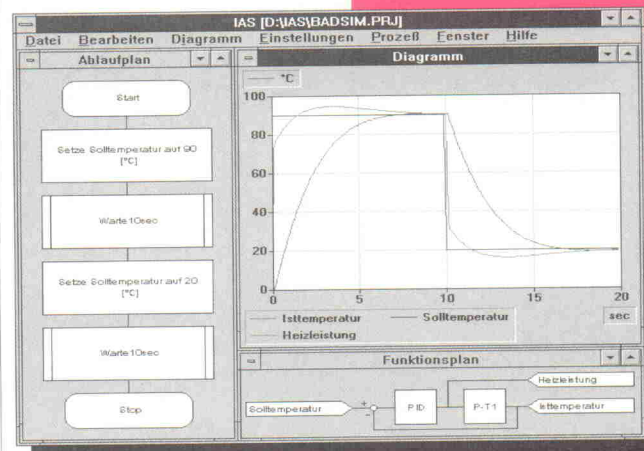 IAS [D:\IAS\BADSIM.PRJ]
Datei Bearbeiten Diagramm Einstellungen Prozeß Fenster Hilfe
Ablaufplan
Start
Setze Solltemperatur auf 90
[°C]
Warte 10sec
Setze Solltemperatur auf 20
[°C]
Warte 10sec
Stop
Diagramm
°C
100
80
60
40
20
0
0 5 10 15 20
sec
Isttemperatur Solltemperatur
Heizleistung
Funktionsplan
Solltemperatur
+
-
PID
P-T1
Heizleistung
Isttemperatur